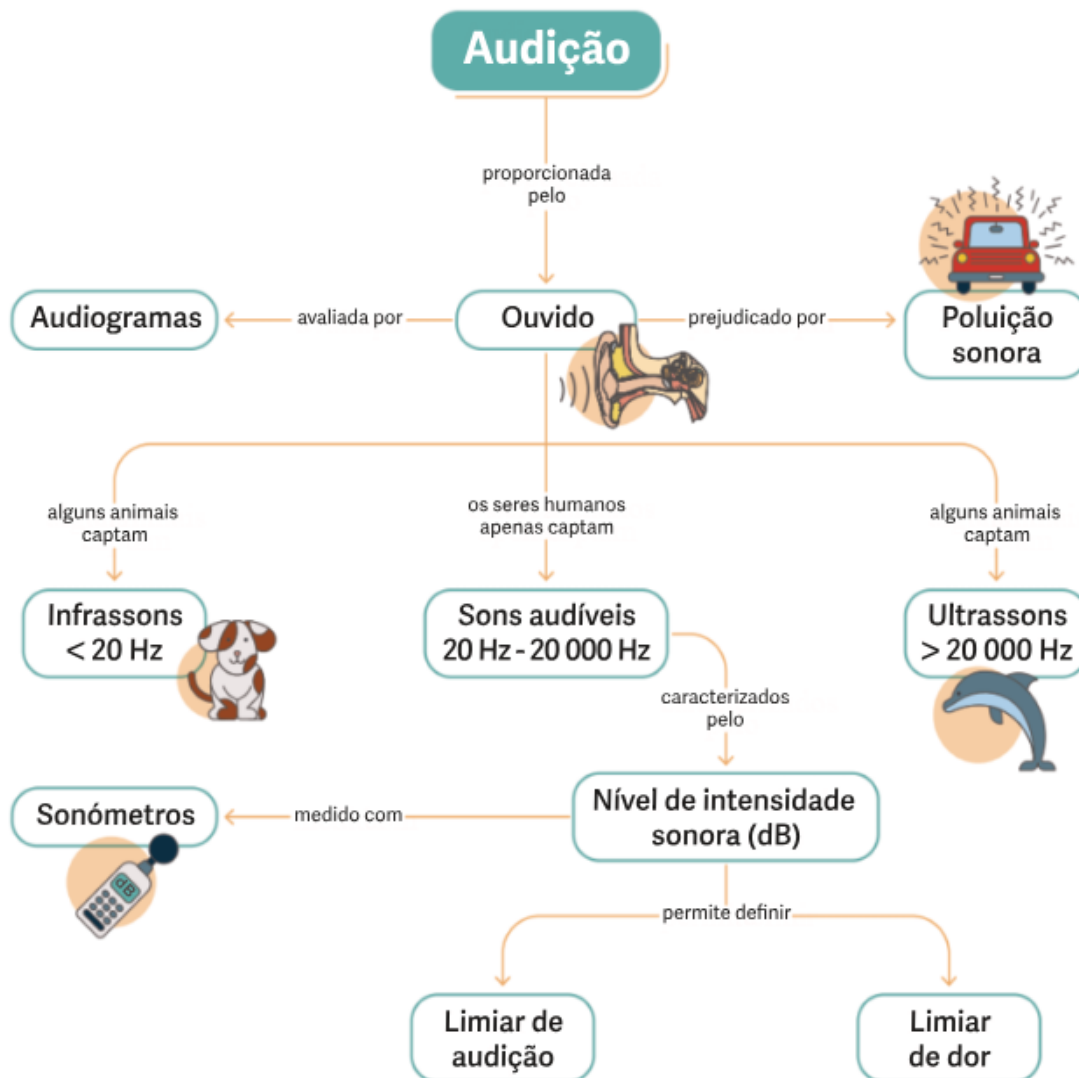 Audição
proporcionada
pelo
Audiogramas
avaliada por
Ouvido
prejudicado por
Poluição
sonora
alguns animais
captam
os seres humanos
apenas captam
alguns animais
captam
Infrassons
< 20 Hz
Sons audíveis
20 Hz - 20 000 Hz
Ultrassons
> 20 000 Hz
caracterizados
pelo
Sonómetros
medido com
Nível de intensidade
sonora (dB)
dB
permite definir
Limiar de
audição
Limiar
de dor